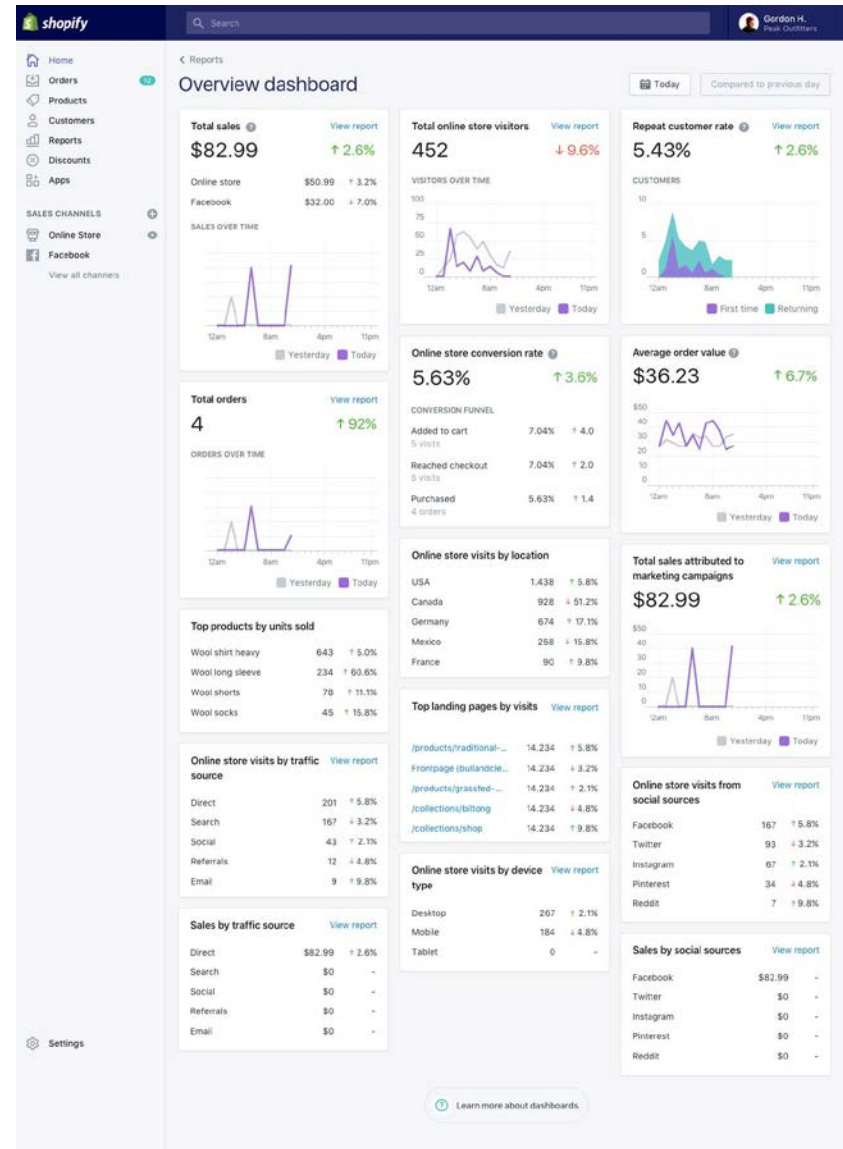 shopify
Search
Gordon H.
Peak Outfitters
Home
Orders 52
Products
Customers
Reports
Discounts
Apps
SALES CHANNELS
Online Store
Facebook
View all channels
Settings
Reports
Overview dashboard
Today
Compared to previous day
Total sales View report
$82.99 ↑ 2.6%
Online store $50.99 ↑ 3.2%
Facebook $32.00 ↓ 7.0%
SALES OVER TIME
12am 8am 4pm 11pm
Yesterday Today
Total orders View report
4 ↑ 92%
ORDERS OVER TIME
12am 8am 4pm 11pm
Yesterday Today
Top products by units sold
Wool shirt heavy 643 ↑ 5.0%
Wool long sleeve 234 ↑ 60.6%
Wool shorts 78 ↑ 11.1%
Wool socks 45 ↑ 15.8%
Online store visits by traffic View report
source
Direct 201 ↑ 5.8%
Search 167 ↓ 3.2%
Social 43 ↑ 2.1%
Referrals 12 ↓ 4.8%
Email 9 ↑ 9.8%
Sales by traffic source View report
Direct $82.99 ↑ 2.6%
Search $0 -
Social $0 -
Referrals $0 -
Email $0 -
Total online store visitors View report
452 ↓ 9.6%
VISITORS OVER TIME
100
75
50
25
0
12am 8am 4pm 11pm
Yesterday Today
Online store conversion rate
5.63% ↑ 3.6%
CONVERSION FUNNEL
Added to cart 7.04% ↑ 4.0
5 visits
Reached checkout 7.04% ↑ 2.0
5 visits
Purchased 5.63% ↑ 1.4
4 orders
Online store visits by location
USA 1.438 ↑ 5.8%
Canada 928 ↓ 51.2%
Germany 674 ↑ 17.1%
Mexico 268 ↓ 15.8%
France 90 ↑ 9.8%
Top landing pages by visits View report
/products/traditional-... 14.234 ↑ 5.8%
Frontpage (bullandcle... 14.234 ↓ 3.2%
/products/grassfed-... 14.234 ↑ 2.1%
/collections/biltong 14.234 ↓ 4.8%
/collections/shop 14.234 ↑ 9.8%
Online store visits by device View report
type
Desktop 267 ↑ 2.1%
Mobile 184 ↓ 4.8%
Tablet 0 -
Repeat customer rate View report
5.43% ↑ 2.6%
CUSTOMERS
10
5
0
12am 8am 4pm 11pm
First time Returning
Average order value
$36.23 ↑ 6.7%
$50
40
30
20
10
0
12am 8am 4pm 11pm
Yesterday Today
Total sales attributed to View report
marketing campaigns
$82.99 ↑ 2.6%
$50
40
30
20
10
0
12am 8am 4pm 11pm
Yesterday Today
Online store visits from View report
social sources
Facebook 167 ↑ 5.8%
Twitter 93 ↓ 3.2%
Instagram 67 ↑ 2.1%
Pinterest 34 ↓ 4.8%
Reddit 7 ↑ 9.8%
Sales by social sources View report
Facebook $82.99 -
Twitter $0 -
Instagram $0 -
Pinterest $0 -
Reddit $0 -
Learn more about dashboards.